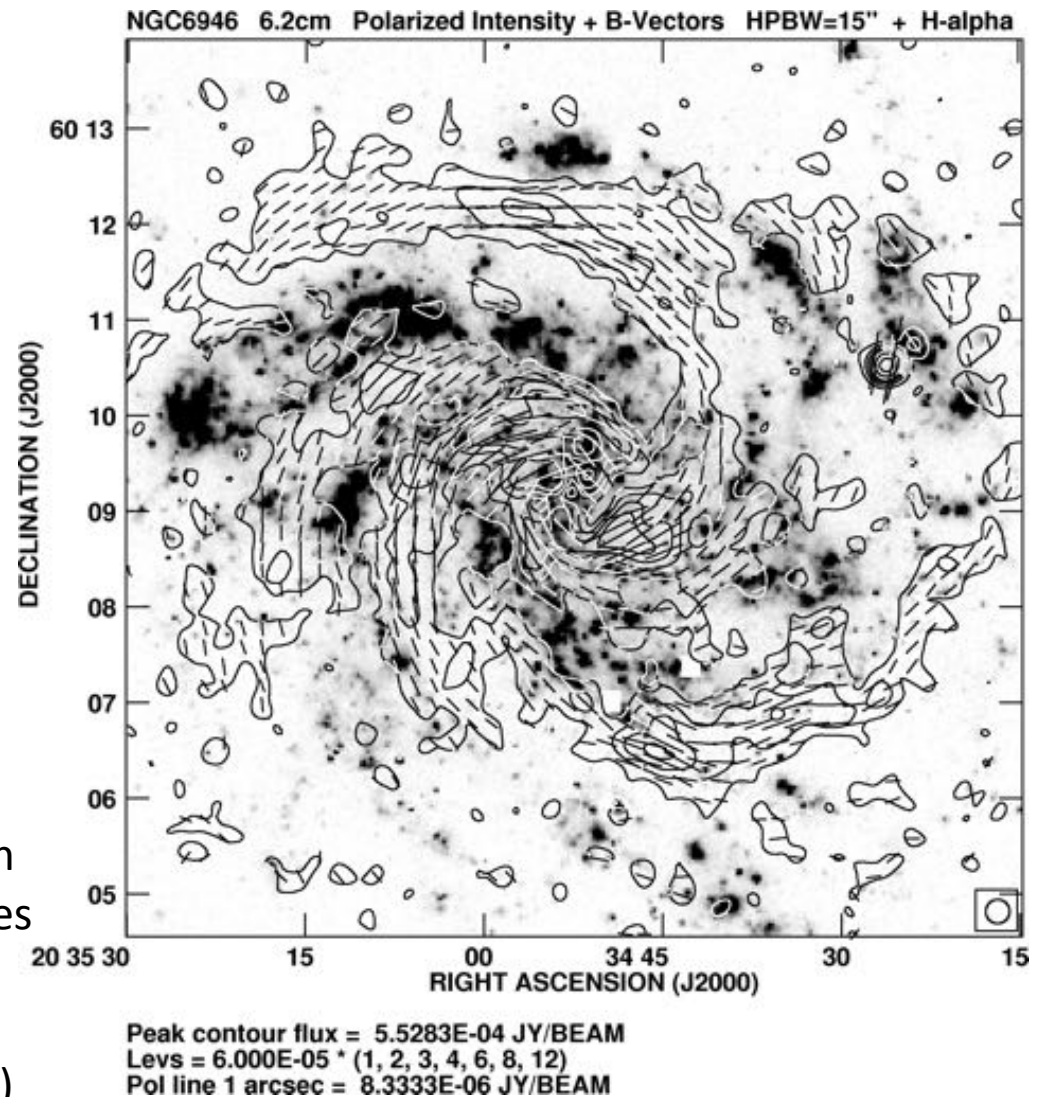 NGC6946 6.2cm Polarized Intensity + B-Vectors HPBW=15" + H-alpha
60 13
12
11
10
09
08
07
06
05
DECLINATION (J2000)
20 35 30 15 00 34 45 30 15
RIGHT ASCENSION (J2000)
Peak contour flux = 5.5283E-04 JY/BEAM
Levs = 6.000E-05 * (1, 2, 3, 4, 6, 8, 12)
Pol line 1 arcsec = 8.3333E-06 JY/BEAM
n
es
)